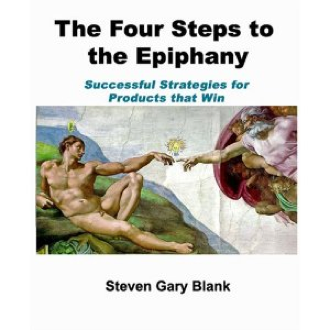 The Four Steps to
the Epiphany
Successful Strategies for
Products that Win
Steven Gary Blank